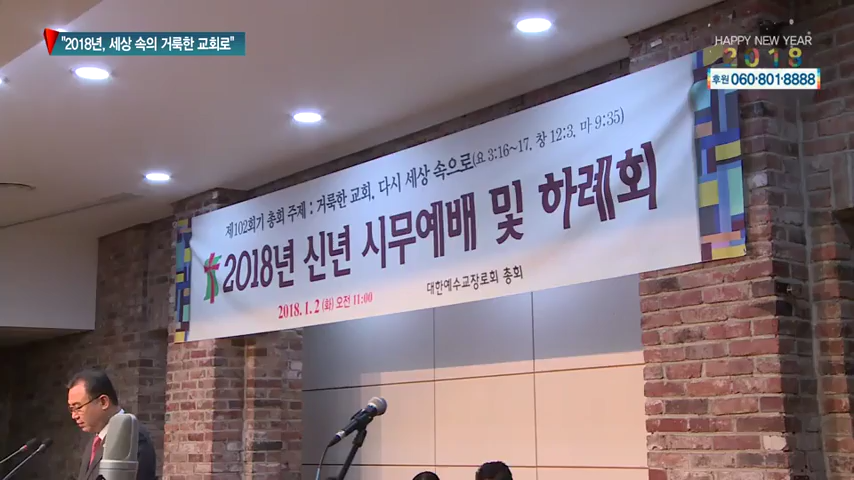 "2018년, 세상 속의 거룩한 교회로"
HAPPY NEW YEAR
2018
후원 060·801·8888
제102회기 총회 주제 : 거룩한 교회, 다시 세상 속으로(요 3:16~17, 창 12:3, 마 9:35)
2018년 신년 시무예배 및 하례회
2018. 1. 2 (화) 오전 11:00
대한예수교장로회 총회